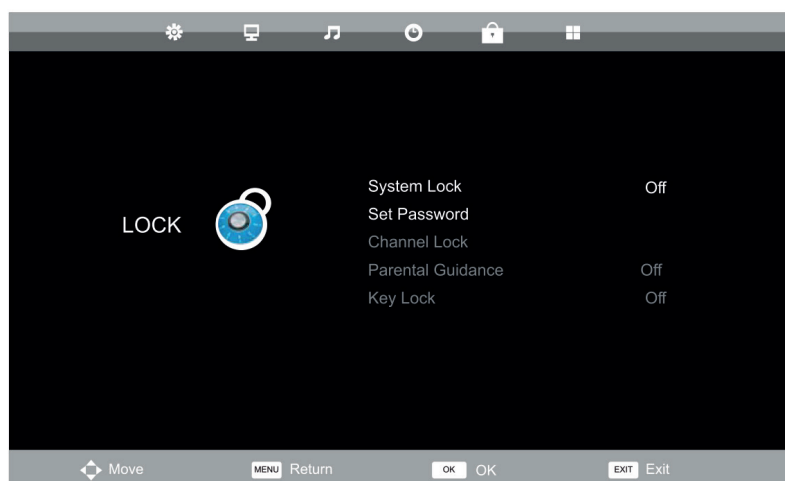 LOCK
System Lock Off
Set Password
Channel Lock
Parental Guidance Off
Key Lock Off
Move MENU Return OK OK EXIT Exit